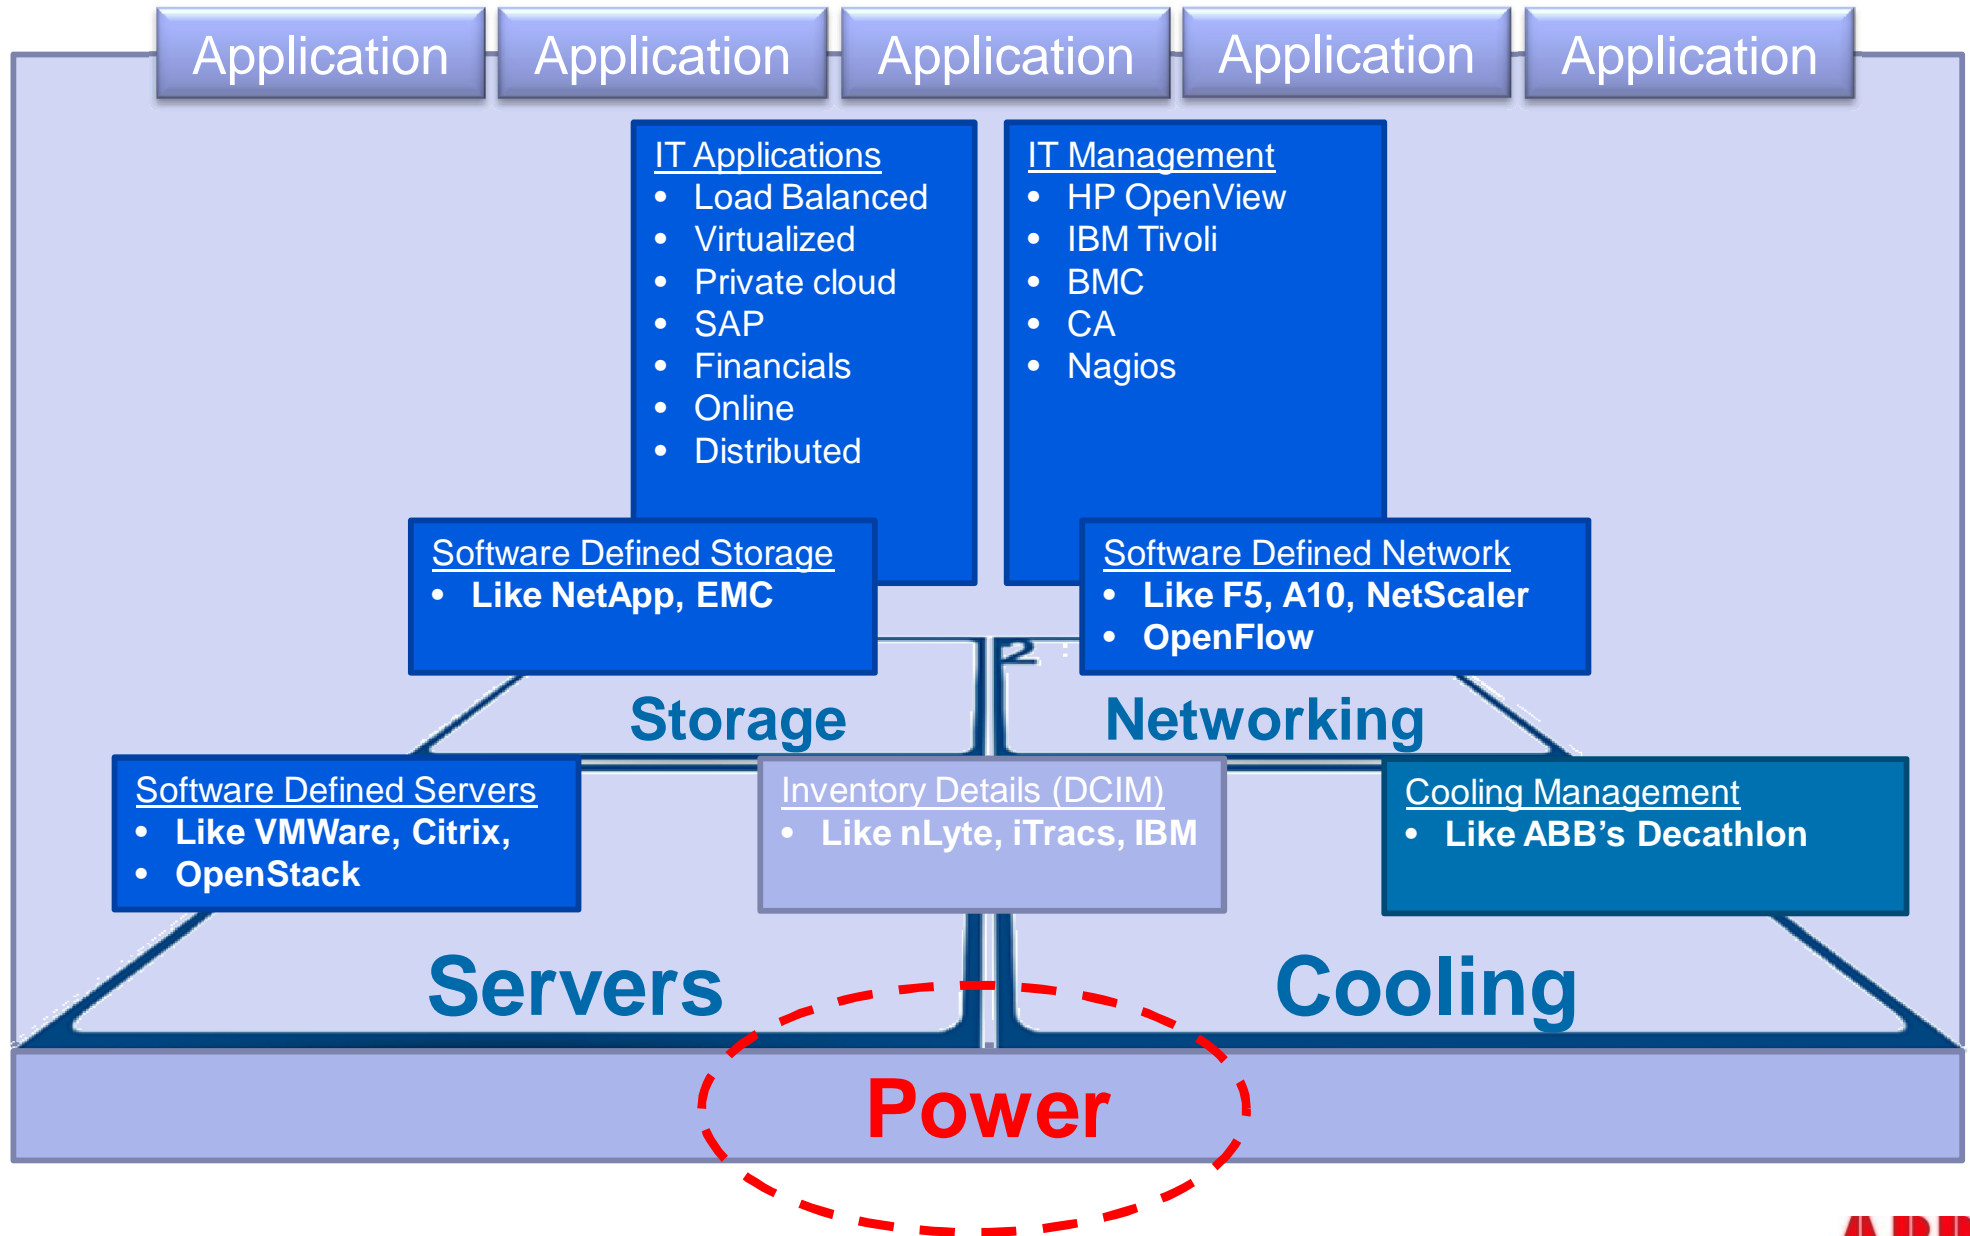 Application Application Application Application Application
IT Applications
• Load Balanced
• Virtualized
• Private cloud
• SAP
• Financials
• Online
• Distributed
IT Management
• HP OpenView
• IBM Tivoli
• BMC
• CA
• Nagios
Software Defined Storage
• Like NetApp, EMC
Software Defined Network
• Like F5, A10, NetScaler
• OpenFlow
2
Storage
Networking
Software Defined Servers
• Like VMWare, Citrix,
• OpenStack
Inventory Details (DCIM)
• Like nLyte, iTracs, IBM
Cooling Management
• Like ABB’s Decathlon
Servers
Cooling
Power